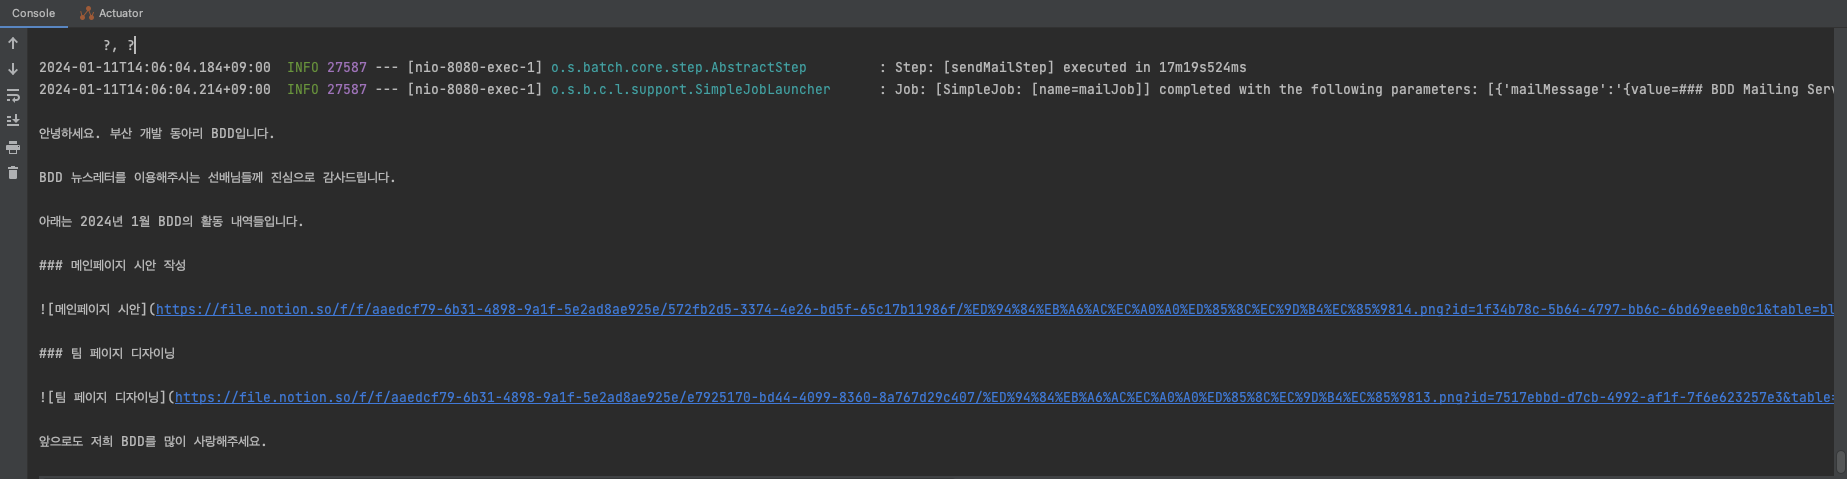 Console
Actuator
?, ?
2024-01-11T14:06:04.184+09:00  INFO 27587 --- [nio-8080-exec-1] o.s.batch.core.step.AbstractStep         : Step: [sendMailStep] executed in 17m19s524ms
2024-01-11T14:06:04.214+09:00  INFO 27587 --- [nio-8080-exec-1] o.s.b.c.l.support.SimpleJobLauncher      : Job: [SimpleJob: [name=mailJob]] completed with the following parameters: [{'mailMessage':'{value=### BDD Mailing Serv
안녕하세요. 부산 개발 동아리 BDD입니다.
BDD 뉴스레터를 이용해주시는 선배님들께 진심으로 감사드립니다.
아래는 2024년 1월 BDD의 활동 내역들입니다.
### 메인페이지 시안 작성
![메인페이지 시안](https://file.notion.so/f/f/aaedcf79-6b31-4898-9a1f-5e2ad8ae925e/572fb2d5-3374-4e26-bd5f-65c17b11986f/%ED%94%84%EB%A6%AC%EC%A0%A0%ED%85%8C%EC%9D%B4%EC%85%9814.png?id=1f34b78c-5b64-4797-bb6c-6bd69eeeb0c1&table=bl
### 팀 페이지 디자이닝
![팀 페이지 디자이닝](https://file.notion.so/f/f/aaedcf79-6b31-4898-9a1f-5e2ad8ae925e/e7925170-bd44-4099-8360-8a767d29c407/%ED%94%84%EB%A6%AC%EC%A0%A0%ED%85%8C%EC%9D%B4%EC%85%9813.png?id=7517ebbd-d7cb-4992-af1f-7f6e623257e3&table=
앞으로도 저희 BDD를 많이 사랑해주세요.